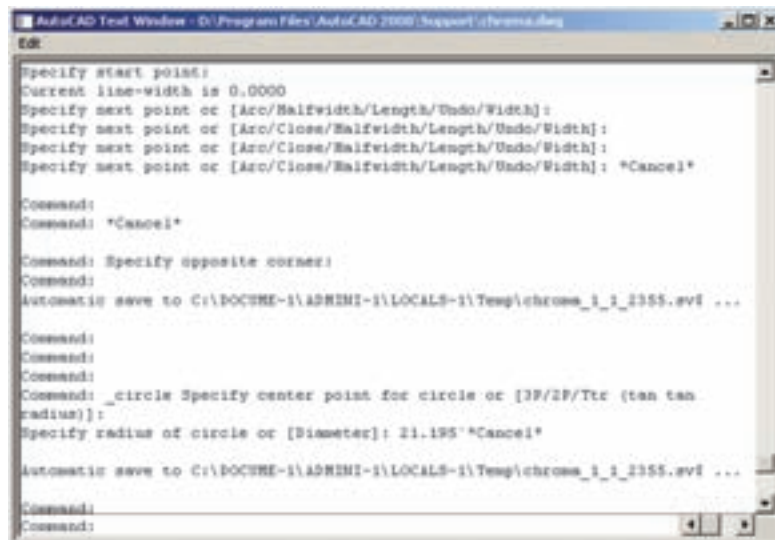 AutoCAD Text Window - D:\Program Files\AutoCAD 2008\Support\chroma.dwg
Edit
Specify start point:
Current line-width is 0.0000
Specify next point or [Arc/Halfwidth/Length/Undo/Width]:
Specify next point or [Arc/Close/Halfwidth/Length/Undo/Width]:
Specify next point or [Arc/Close/Halfwidth/Length/Undo/Width]:
Specify next point or [Arc/Close/Halfwidth/Length/Undo/Width]: *Cancel*
Command:
Command: *Cancel*
Command: Specify opposite corner:
Command:
Automatic save to C:\DOCUME~1\ADMINI~1\LOCALS~1\Temp\chroma_1_1_2355.sv$ ...
Command:
Command:
Command:
Command: _circle Specify center point for circle or [3P/2P/Ttr (tan tan
radius)]:
Specify radius of circle or [Diameter]: 21.195'*Cancel*
Automatic save to C:\DOCUME~1\ADMINI~1\LOCALS~1\Temp\chroma_1_1_2355.sv$ ...
Command:
Command: